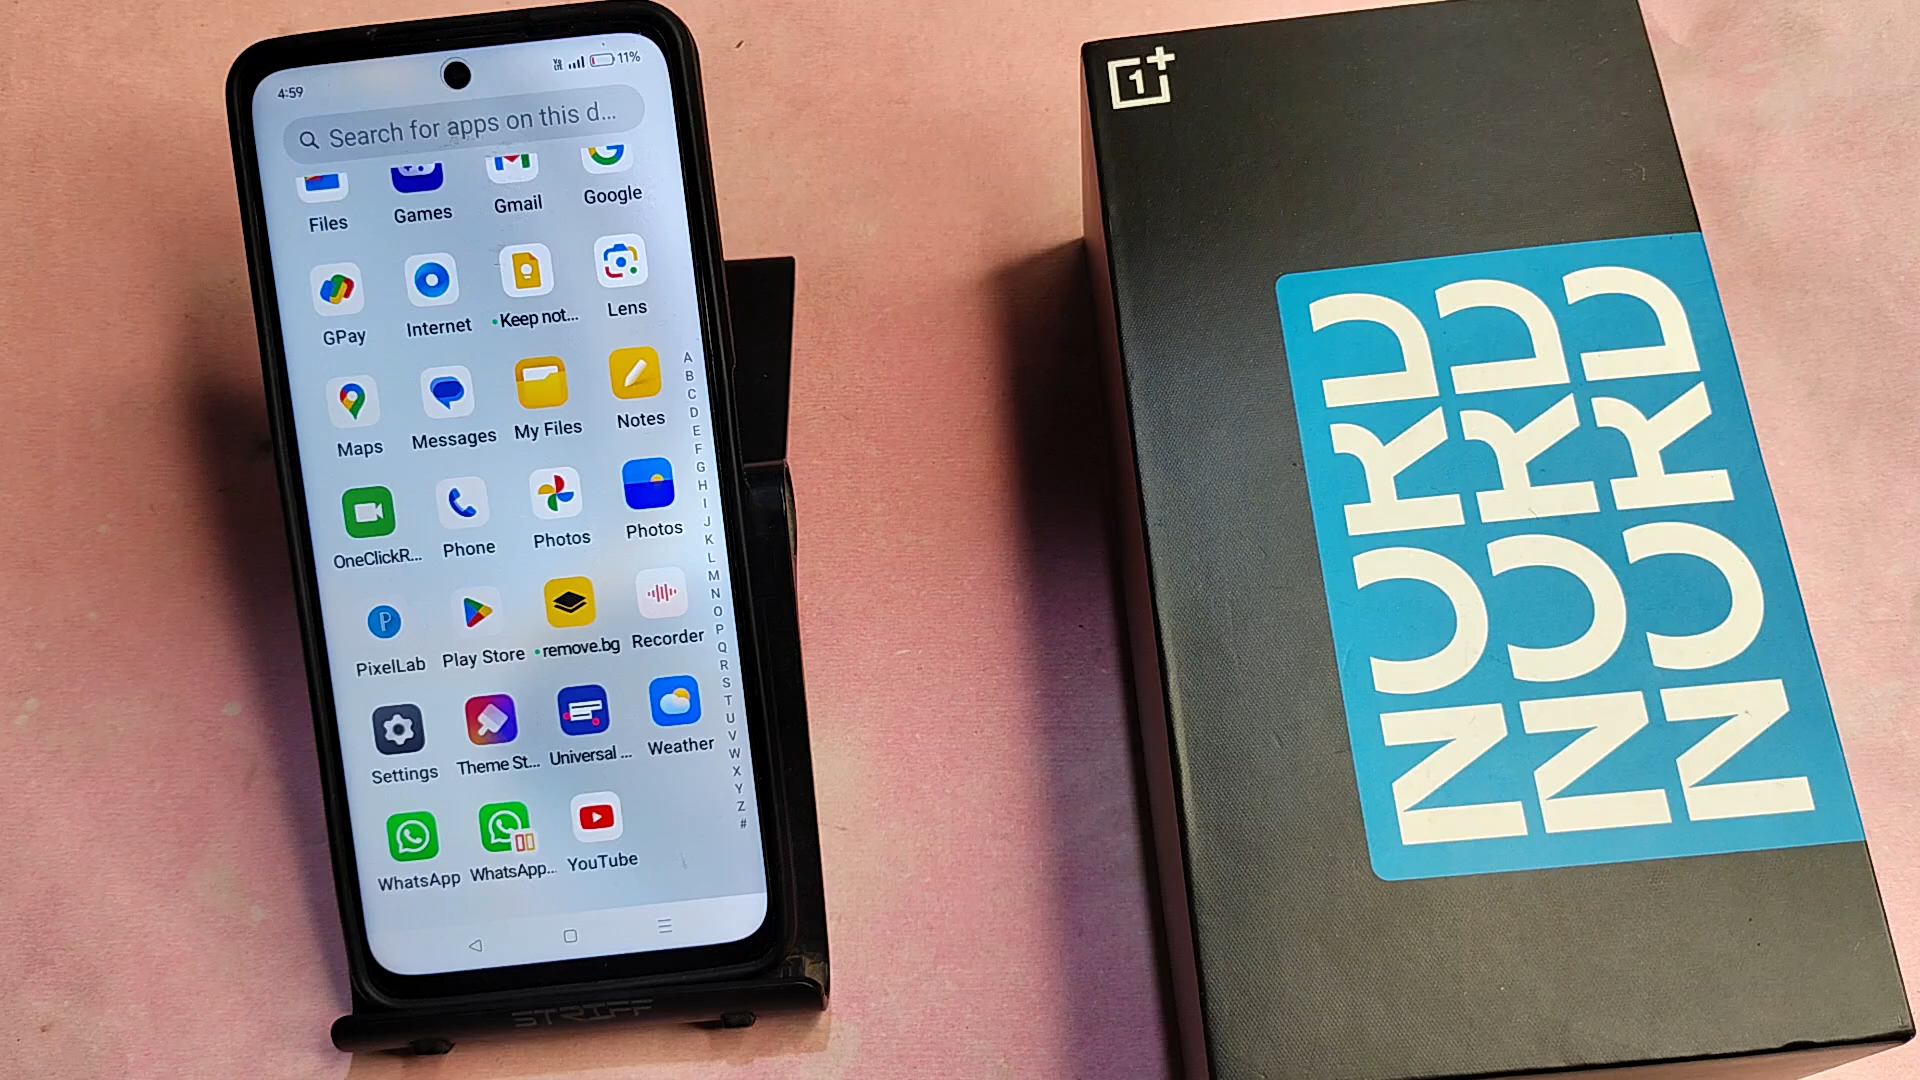 4:59
Vo LTE 11%
Search for apps on this d...
Files Games Gmail Google
GPay Internet Keep not... Lens
Maps Messages My Files Notes
OneClickR... Phone Photos Photos
P
PixelLab Play Store remove.bg Recorder
Settings Theme St... Universal ... Weather
WhatsApp WhatsApp... YouTube
A
B
C
D
E
F
G
H
I
J
K
L
M
N
O
P
Q
R
S
T
U
V
W
X
Y
Z
#
STRIFF
1+
NORD
NORD
NORD